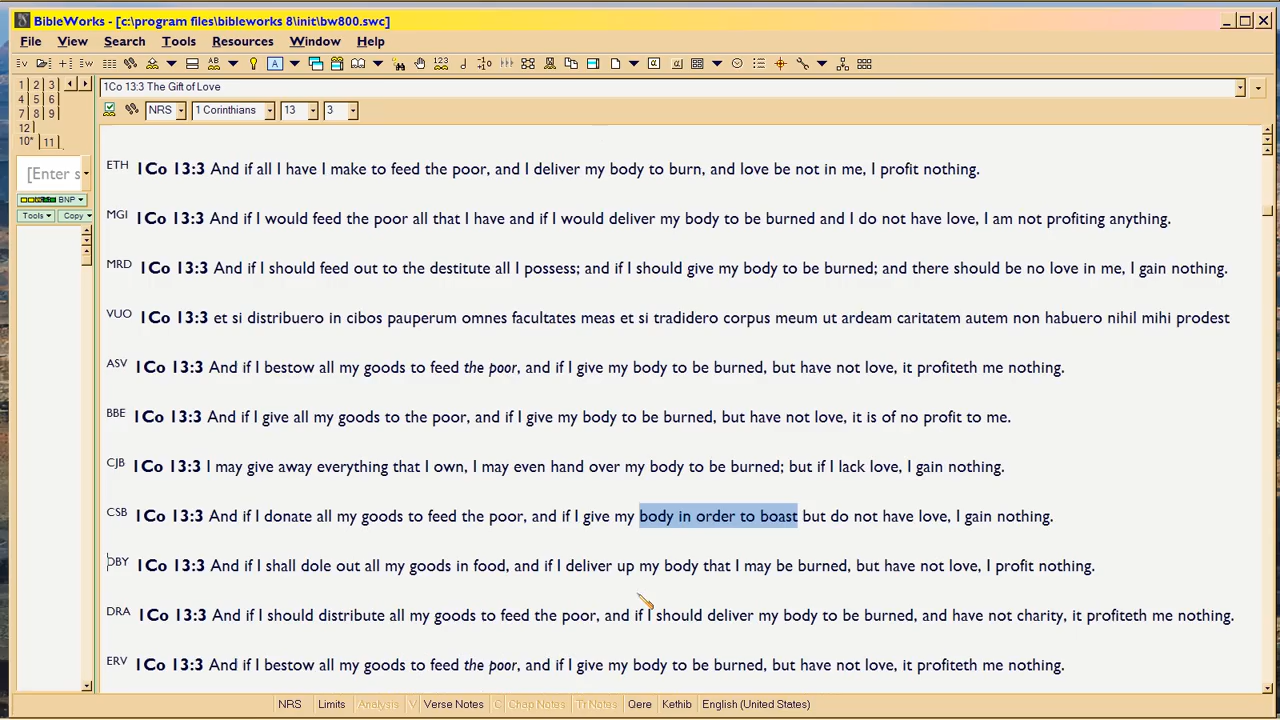 BibleWorks - [c:\program files\bibleworks 8\init\bw800.swc]
File View Search Tools Resources Window Help
1 2 3
4 5 6
7 8 9
12
10* 11
1Co 13:3 The Gift of Love
NRS 1 Corinthians 13 3
[Enter s
BNP
Tools Copy
ETH 1Co 13:3 And if all I have I make to feed the poor, and I deliver my body to burn, and love be not in me, I profit nothing.
MGI 1Co 13:3 And if I would feed the poor all that I have and if I would deliver my body to be burned and I do not have love, I am not profiting anything.
MRD 1Co 13:3 And if I should feed out to the destitute all I possess; and if I should give my body to be burned; and there should be no love in me, I gain nothing.
VUO 1Co 13:3 et si distribuero in cibos pauperum omnes facultates meas et si tradidero corpus meum ut ardeam caritatem autem non habuero nihil mihi prodest
ASV 1Co 13:3 And if I bestow all my goods to feed the poor, and if I give my body to be burned, but have not love, it profiteth me nothing.
BBE 1Co 13:3 And if I give all my goods to the poor, and if I give my body to be burned, but have not love, it is of no profit to me.
CJB 1Co 13:3 I may give away everything that I own, I may even hand over my body to be burned; but if I lack love, I gain nothing.
CSB 1Co 13:3 And if I donate all my goods to feed the poor, and if I give my body in order to boast but do not have love, I gain nothing.
DBY 1Co 13:3 And if I shall dole out all my goods in food, and if I deliver up my body that I may be burned, but have not love, I profit nothing.
DRA 1Co 13:3 And if I should distribute all my goods to feed the poor, and if I should deliver my body to be burned, and have not charity, it profiteth me nothing.
ERV 1Co 13:3 And if I bestow all my goods to feed the poor, and if I give my body to be burned, but have not love, it profiteth me nothing.
NRS Limits Analysis V Verse Notes C Chap Notes Tr Notes Qere Kethib English (United States)